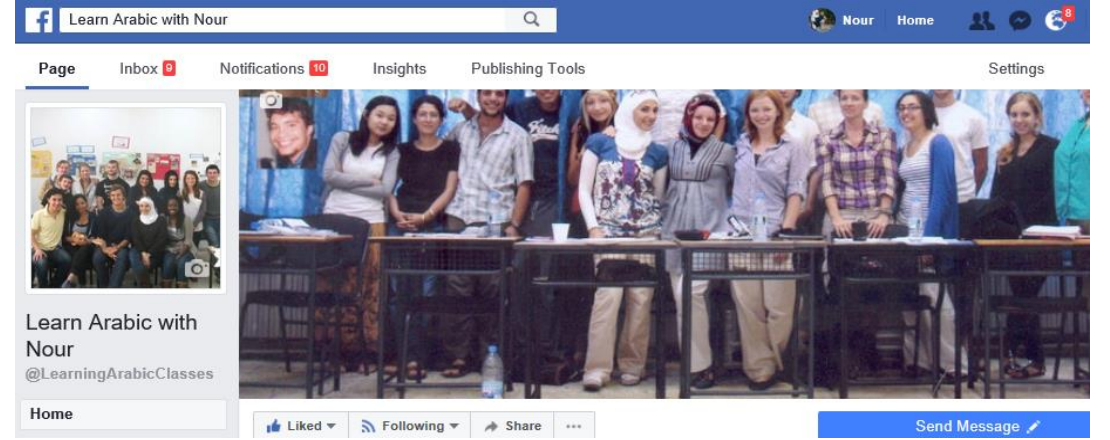 Learn Arabic with Nour
Nour Home 8
Page Inbox 9 Notifications 10 Insights Publishing Tools Settings
Learn Arabic with
Nour
@LearningArabicClasses
Home
Liked Following Share ...
Send Message